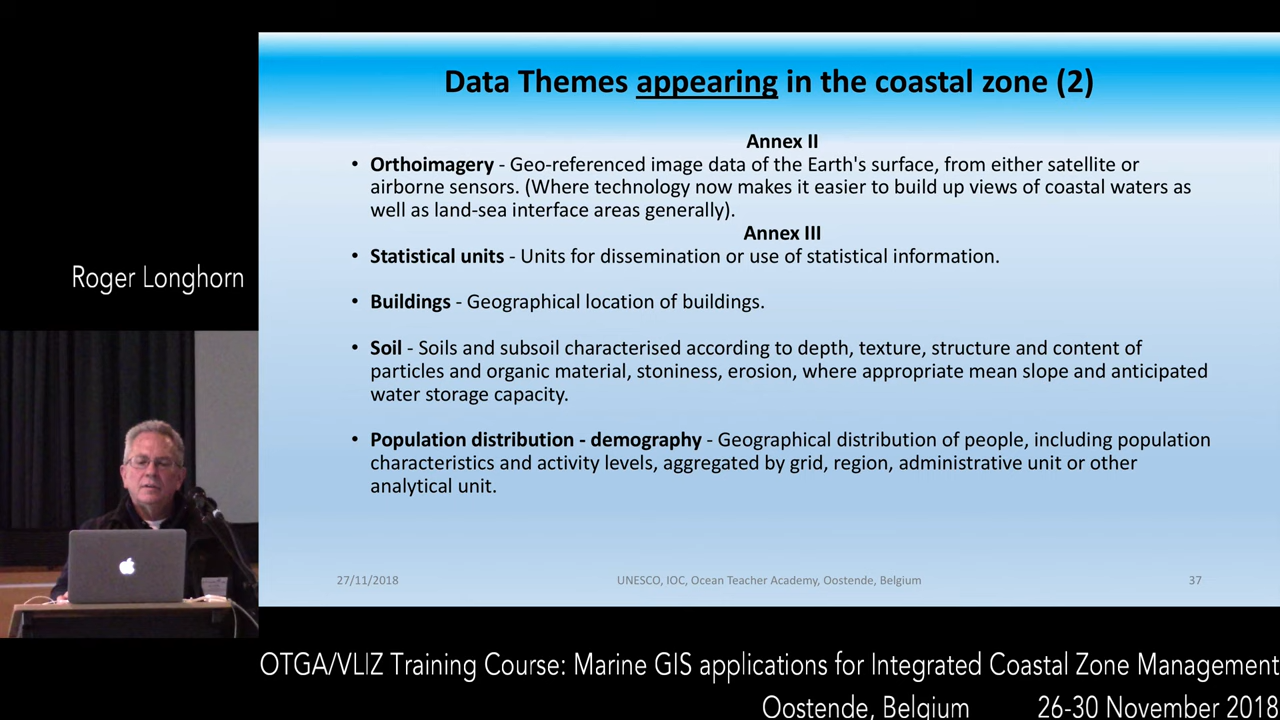 Data Themes appearing in the coastal zone (2)
Annex II
• Orthoimagery - Geo-referenced image data of the Earth's surface, from either satellite or
airborne sensors. (Where technology now makes it easier to build up views of coastal waters as
well as land-sea interface areas generally).
Annex III
• Statistical units - Units for dissemination or use of statistical information.
• Buildings - Geographical location of buildings.
• Soil - Soils and subsoil characterised according to depth, texture, structure and content of
particles and organic material, stoniness, erosion, where appropriate mean slope and anticipated
water storage capacity.
• Population distribution - demography - Geographical distribution of people, including population
characteristics and activity levels, aggregated by grid, region, administrative unit or other
analytical unit.
27/11/2018
UNESCO, IOC, Ocean Teacher Academy, Oostende, Belgium
37
Roger Longhorn
OTGA/VLIZ Training Course: Marine GIS applications for Integrated Coastal Zone Management
Oostende, Belgium 26-30 November 2018